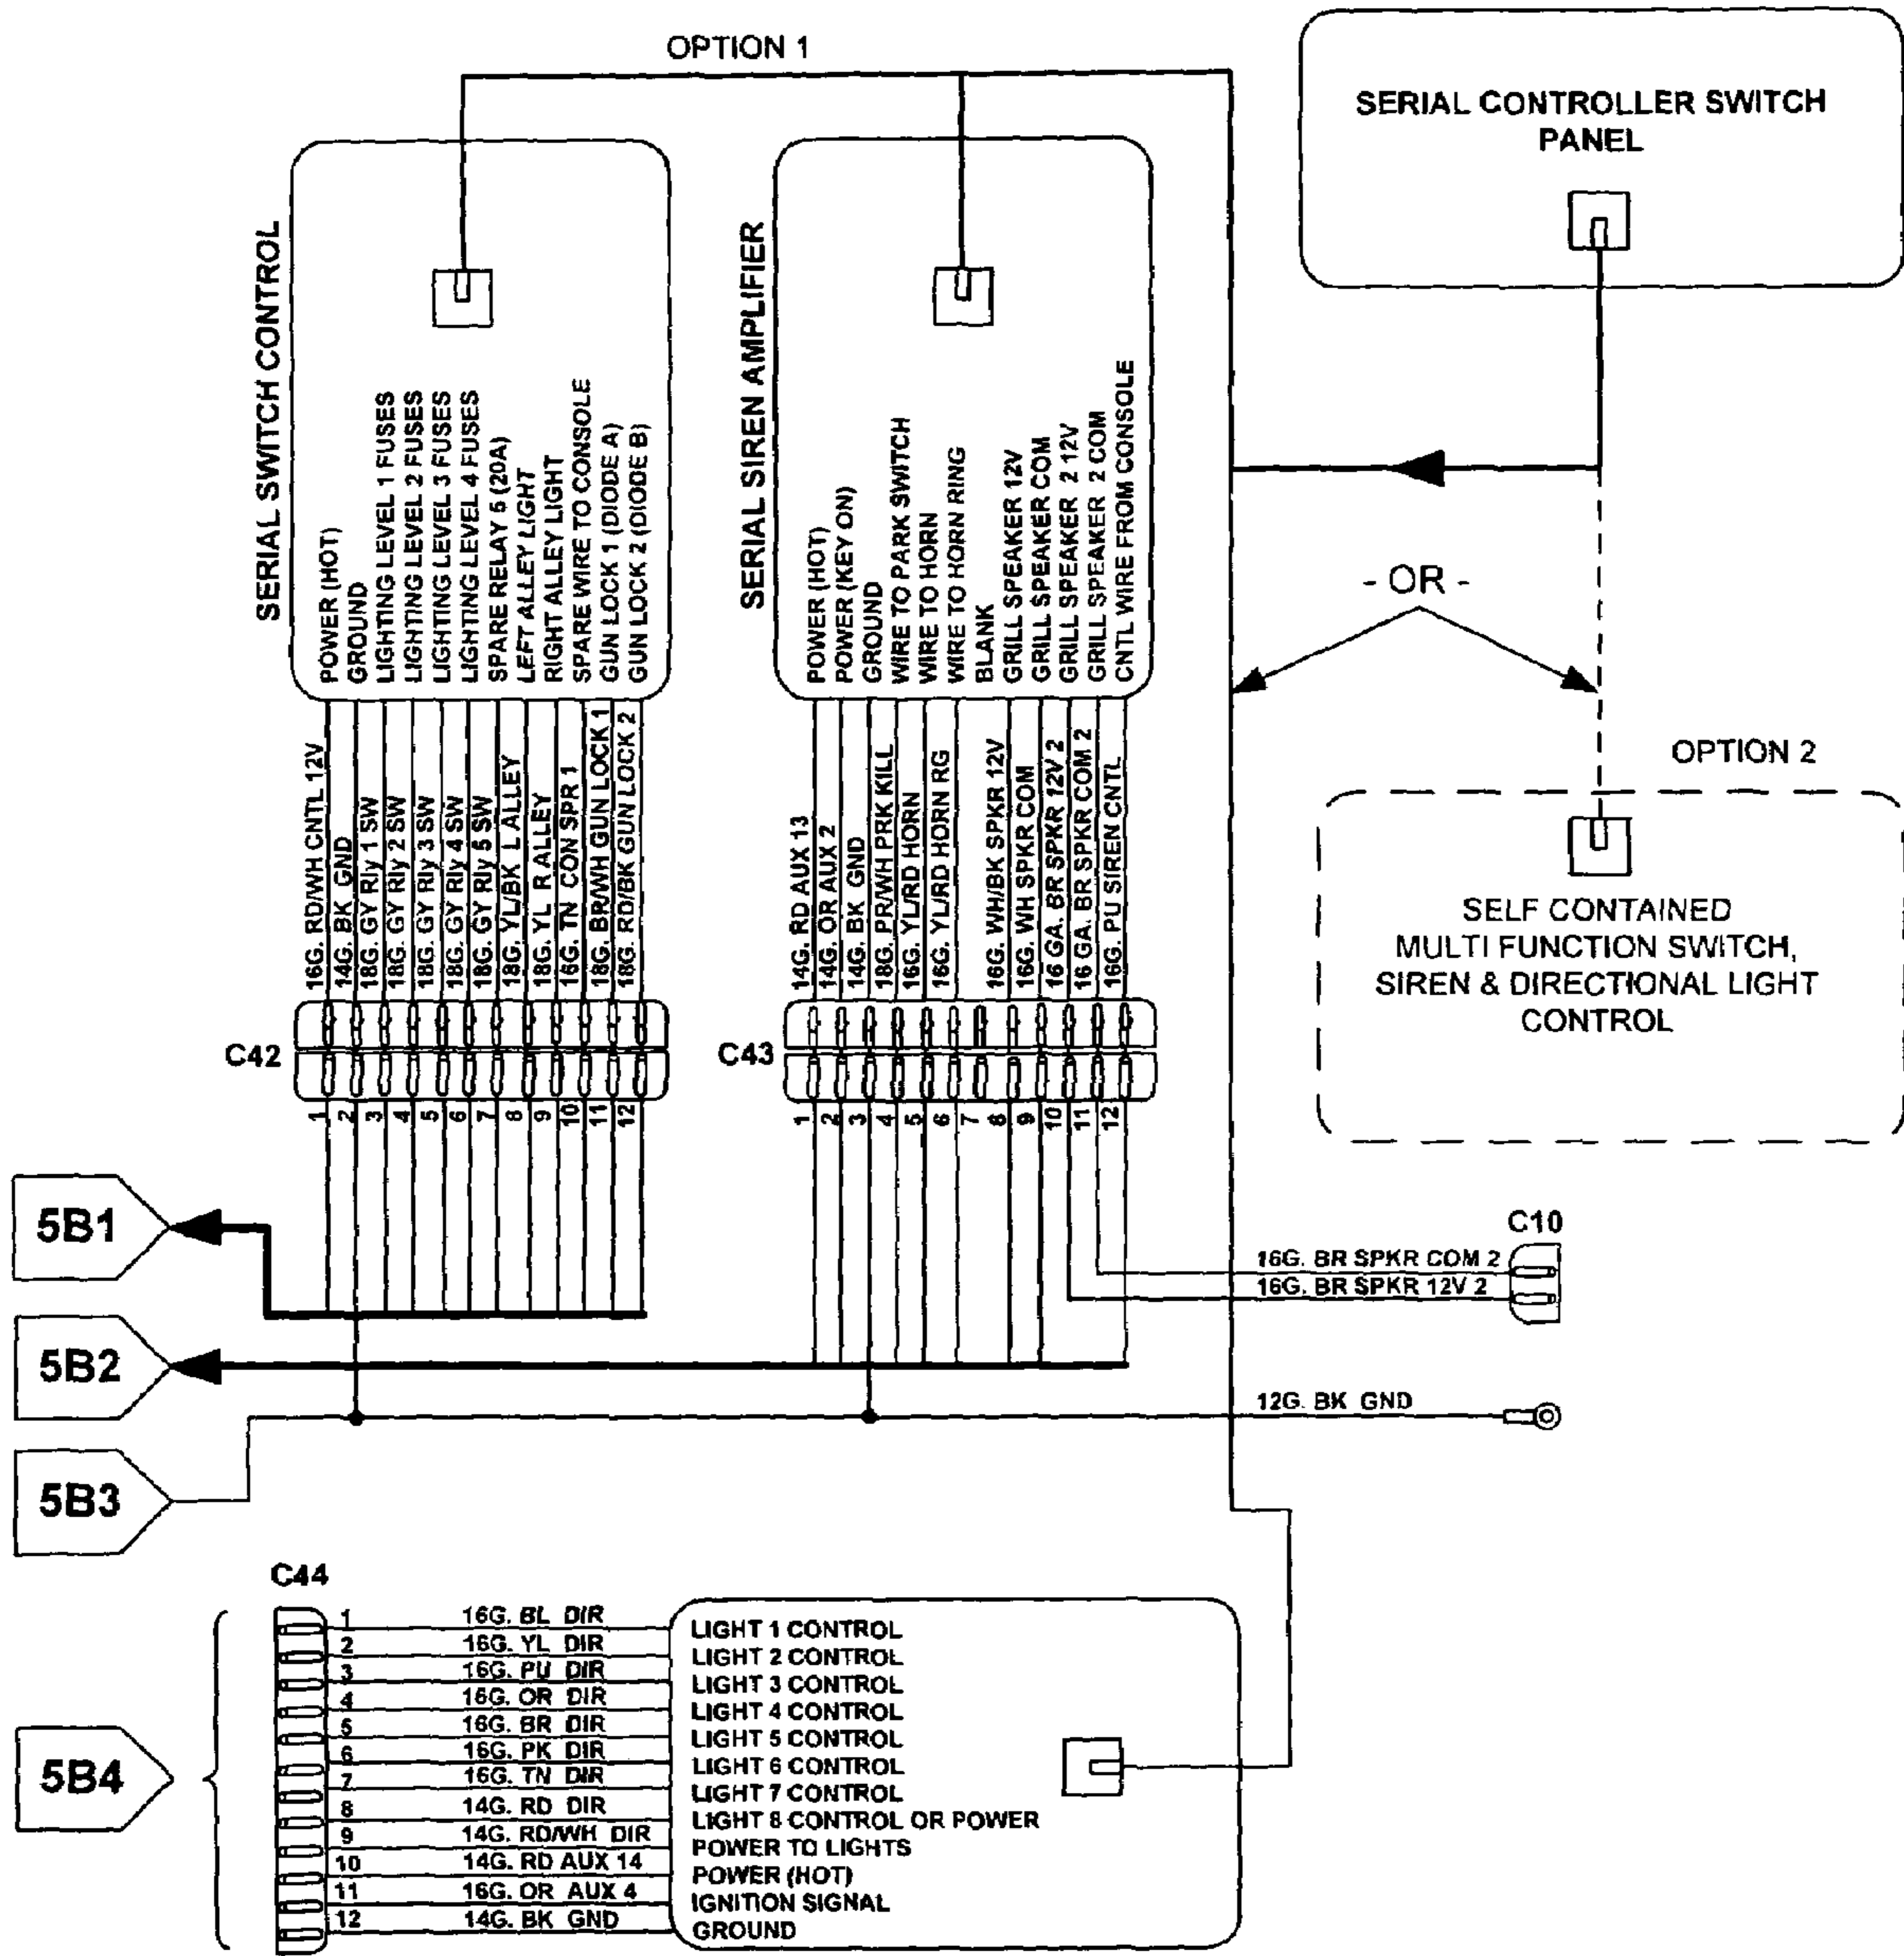 OPTION 1
SERIAL CONTROLLER SWITCH
PANEL
SERIAL SWITCH CONTROL
POWER (HOT)
GROUND
LIGHTING LEVEL 1 FUSES
LIGHTING LEVEL 2 FUSES
LIGHTING LEVEL 3 FUSES
LIGHTING LEVEL 4 FUSES
SPARE RELAY 5 (20A)
LEFT ALLEY LIGHT
RIGHT ALLEY LIGHT
SPARE WIRE TO CONSOLE
GUN LOCK 1 (DIODE A)
GUN LOCK 2 (DIODE B)
SERIAL SIREN AMPLIFIER
POWER (HOT)
POWER (KEY ON)
GROUND
WIRE TO PARK SWITCH
WIRE TO HORN
WIRE TO HORN RING
BLANK
GRILL SPEAKER 12V
GRILL SPEAKER COM
GRILL SPEAKER 2 12V
GRILL SPEAKER 2 COM
CNTL WIRE FROM CONSOLE
- OR -
OPTION 2
SELF CONTAINED
MULTI FUNCTION SWITCH,
SIREN & DIRECTIONAL LIGHT
CONTROL
16G. RD/WH CNTL 12V
14G. BK GND
18G. GY Rly 1 SW
18G. GY Rly 2 SW
18G. GY Rly 3 SW
18G. GY Rly 4 SW
18G. GY Rly 5 SW
18G. YL/BK L ALLEY
18G. YL R ALLEY
16G. TN CON SPR 1
18G. BR/WH GUN LOCK 1
18G. RD/BK GUN LOCK 2
14G. RD AUX 13
14G. OR AUX 2
14G. BK GND
18G. PR/WH PRK KILL
16G. YL/RD HORN
16G. YL/RD HORN RG
16G. WH/BK SPKR 12V
16G. WH SPKR COM
16 GA. BR SPKR 12V 2
16 GA. BR SPKR COM 2
16G. PU SIREN CNTL
C42
1
2
3
4
5
6
7
8
9
10
11
12
C43
1
2
3
4
5
6
7
8
9
10
11
12
5B1
C10
16G. BR SPKR COM 2
16G. BR SPKR 12V 2
5B2
12G. BK GND
5B3
C44
1 16G. BL DIR LIGHT 1 CONTROL
2 16G. YL DIR LIGHT 2 CONTROL
3 16G. PU DIR LIGHT 3 CONTROL
4 16G. OR DIR LIGHT 4 CONTROL
5 16G. BR DIR LIGHT 5 CONTROL
6 16G. PK DIR LIGHT 6 CONTROL
7 16G. TN DIR LIGHT 7 CONTROL
8 14G. RD DIR LIGHT 8 CONTROL OR POWER
9 14G. RD/WH DIR POWER TO LIGHTS
10 14G. RD AUX 14 POWER (HOT)
11 16G. OR AUX 4 IGNITION SIGNAL
12 14G. BK GND GROUND
5B4